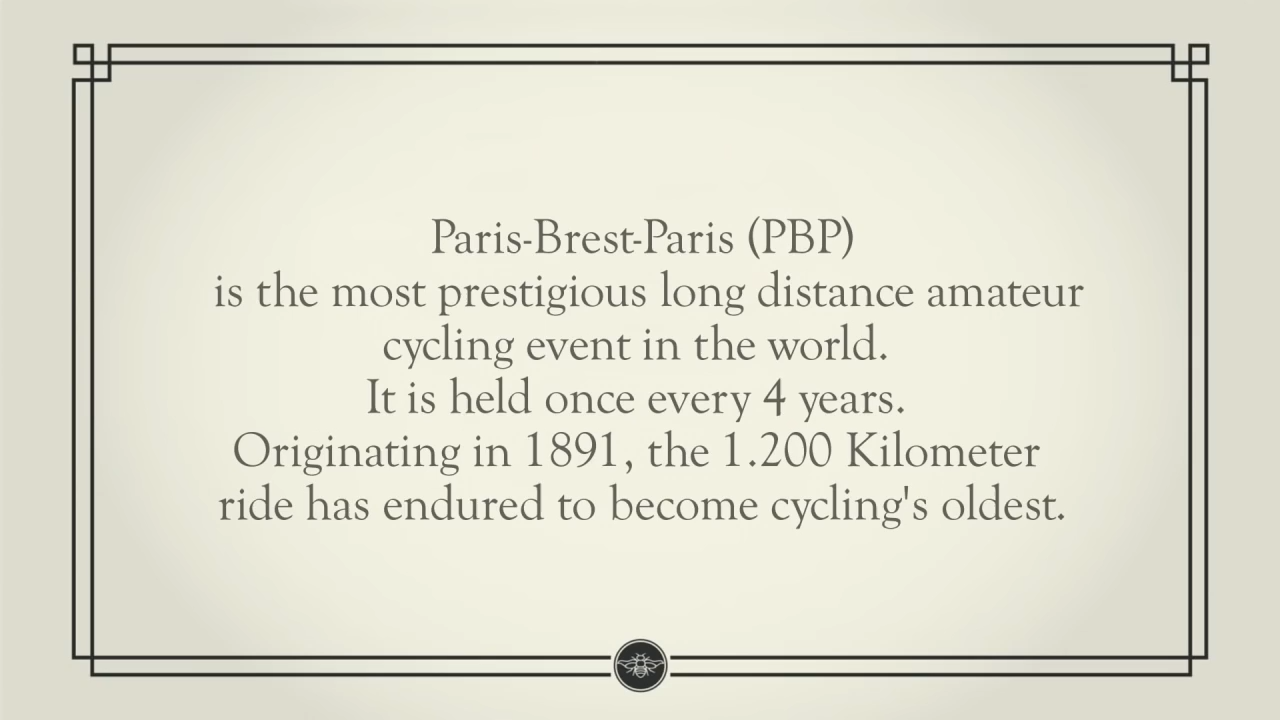 Paris-Brest-Paris (PBP)
is the most prestigious long distance amateur
cycling event in the world.
It is held once every 4 years.
Originating in 1891, the 1.200 Kilometer
ride has endured to become cycling's oldest.